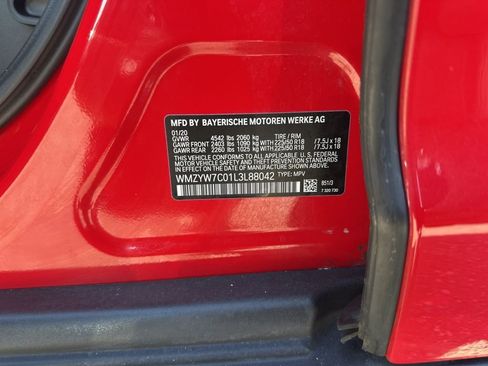 MFD BY BAYERISCHE MOTOREN WERKE AG
01/20
GVWR 4542 lbs 2060 kg TIRE / RIM
GAWR FRONT 2403 lbs 1090 kg WITH 225/50 R18 / 7.5J x 18
GAWR REAR 2260 lbs 1025 kg WITH 225/50 R18 / 7.5J x 18
THIS VEHICLE CONFORMS TO ALL APPLICABLE U.S. FEDERAL
MOTOR VEHICLE SAFETY, BUMPER AND THEFT PREVENTION
STANDARDS IN EFFECT ON THE
DATE OF MANUFACTURE SHOWN ABOVE.
WMZYW7C01L3L88042 TYPE: MPV 851/3
7 320 730